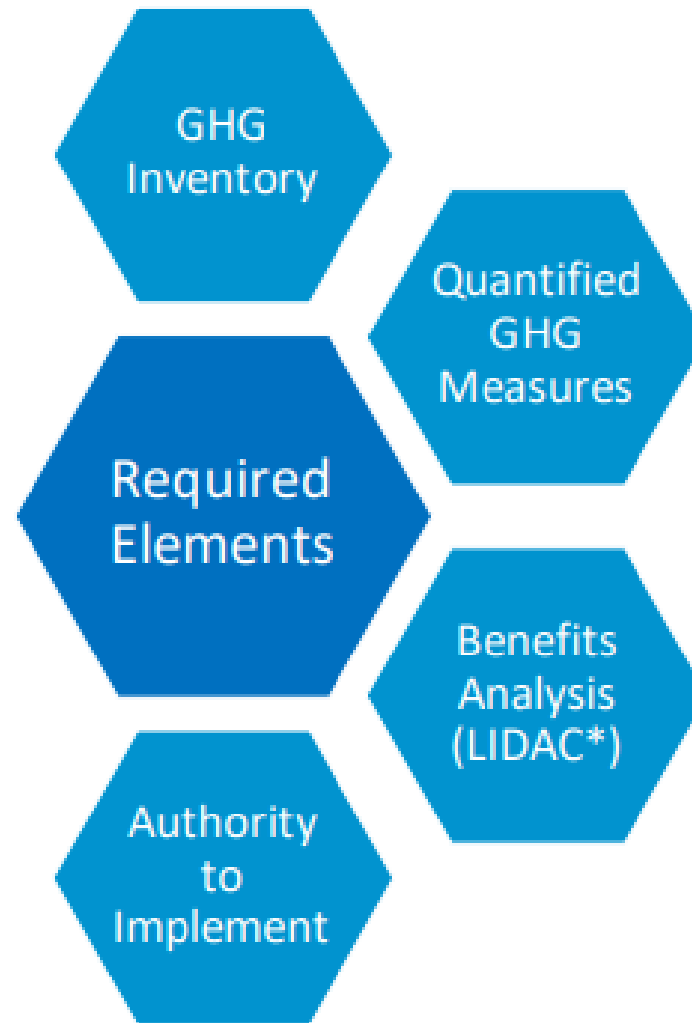 GHG
Inventory
Quantified
GHG
Measures
Required
Elements
Benefits
Analysis
(LIDAC*)
Authority
to
Implement